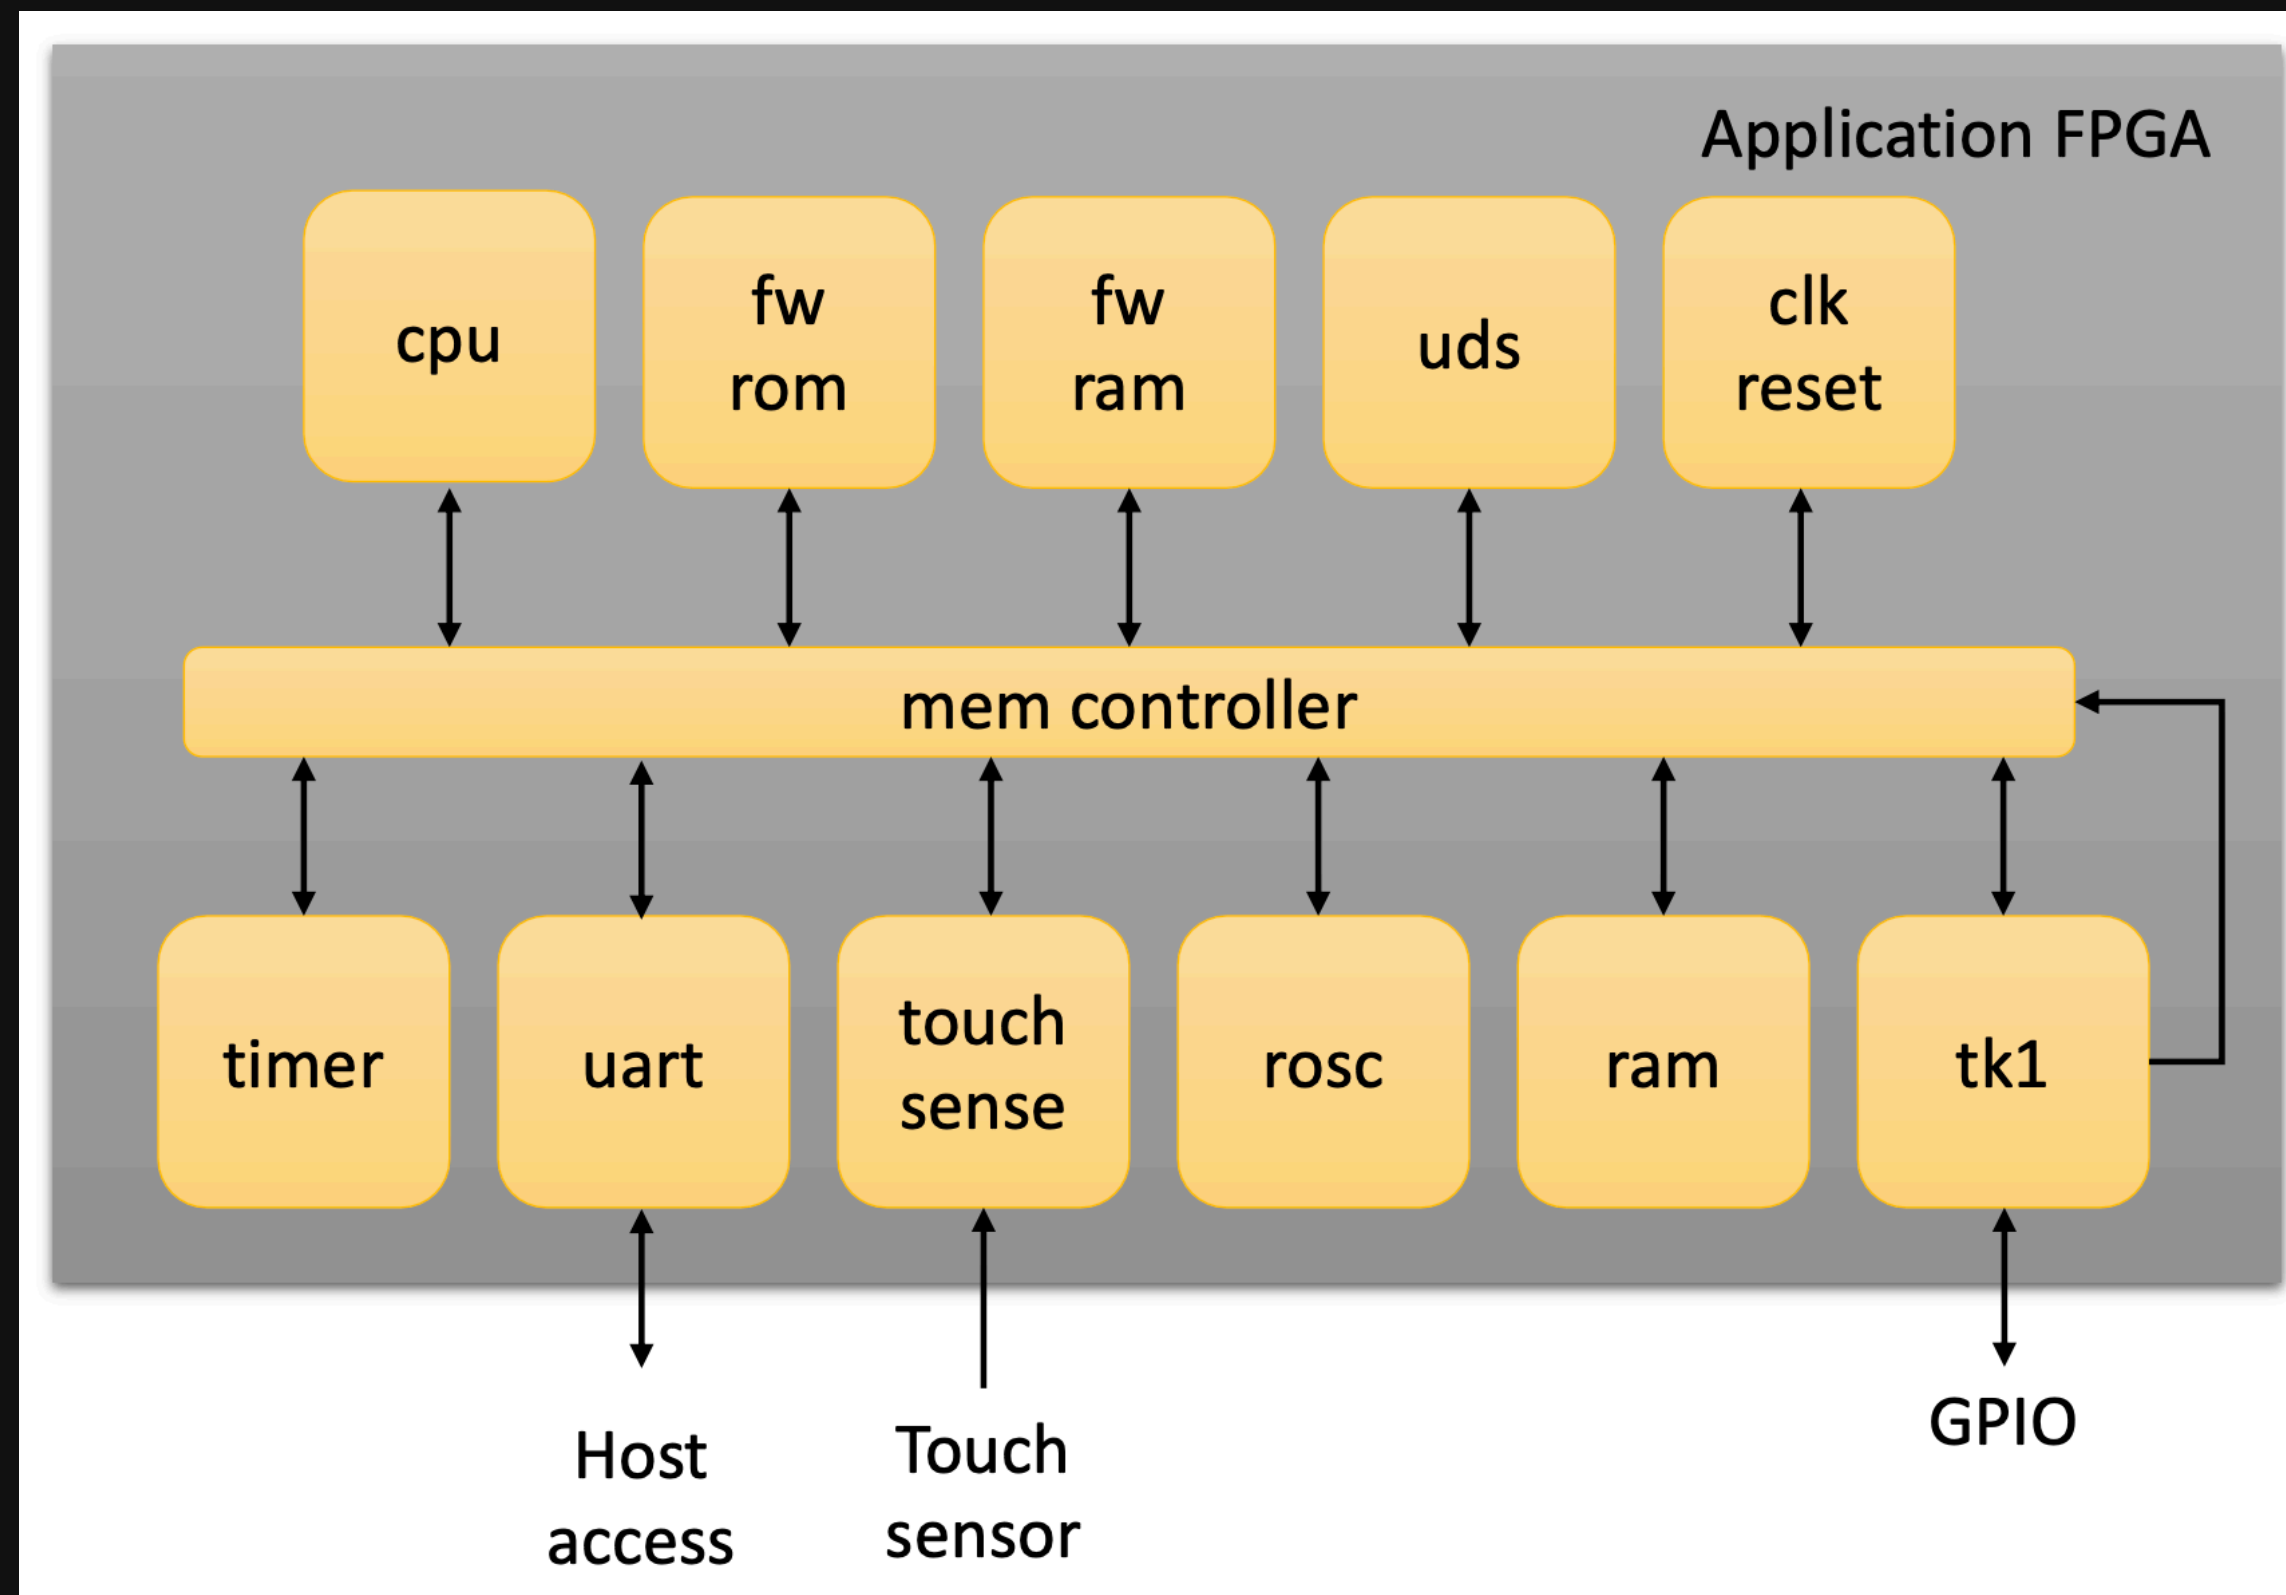 Application FPGA
cpu
fw
rom
fw
ram
uds
clk
reset
mem controller
timer
uart
touch
sense
rosc
ram
tk1
Host
access
Touch
sensor
GPIO